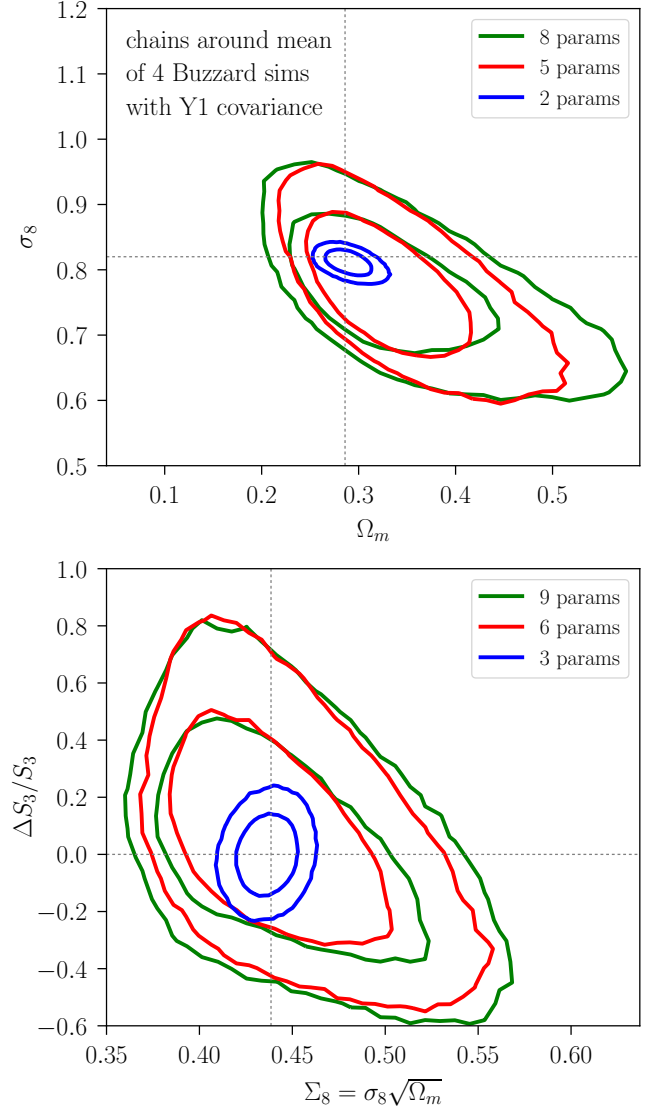 1.2
1.1
1.0
0.9
0.8
0.7
0.6
0.5
σ8
chains around mean
of 4 Buzzard sims
with Y1 covariance
8 params
5 params
2 params
0.1 0.2 0.3 0.4 0.5
Ωm
1.0
0.8
0.6
0.4
0.2
0.0
−0.2
−0.4
−0.6
ΔS3/S3
9 params
6 params
3 params
0.35 0.40 0.45 0.50 0.55 0.60
Σ8 = σ8√Ωm